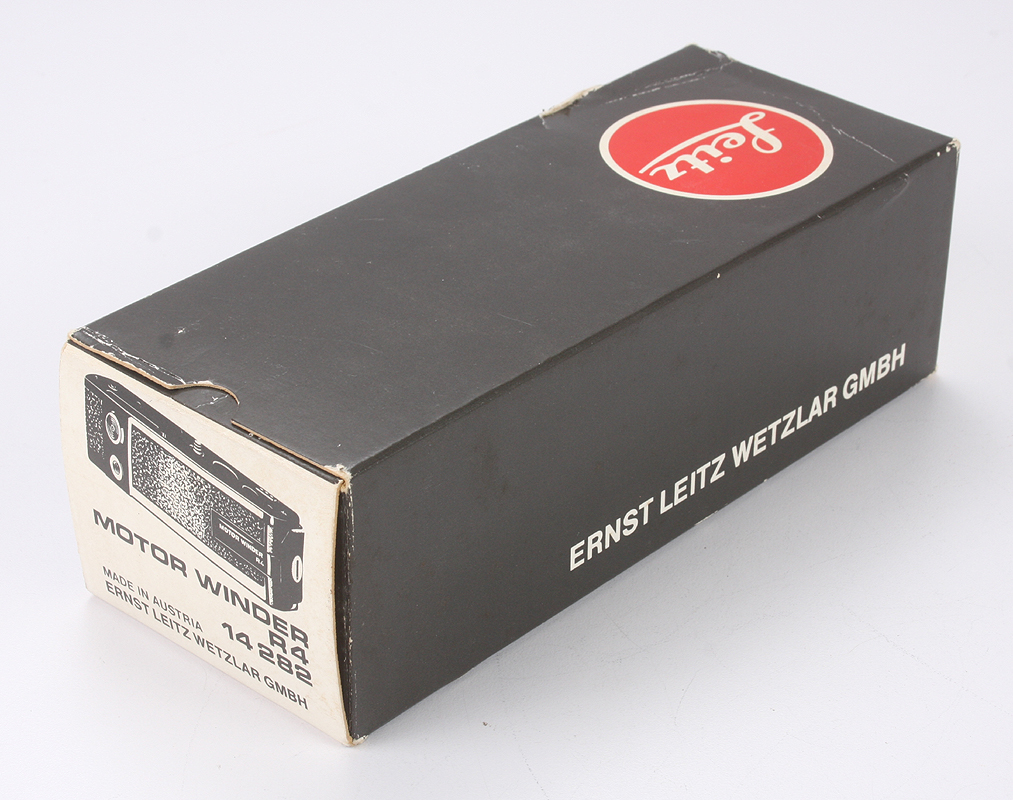 Leitz
ERNST LEITZ WETZLAR GMBH
MOTOR WINDER
R4
MOTOR WINDER
R4
14 282
MADE IN AUSTRIA
ERNST LEITZ WETZLAR GMBH